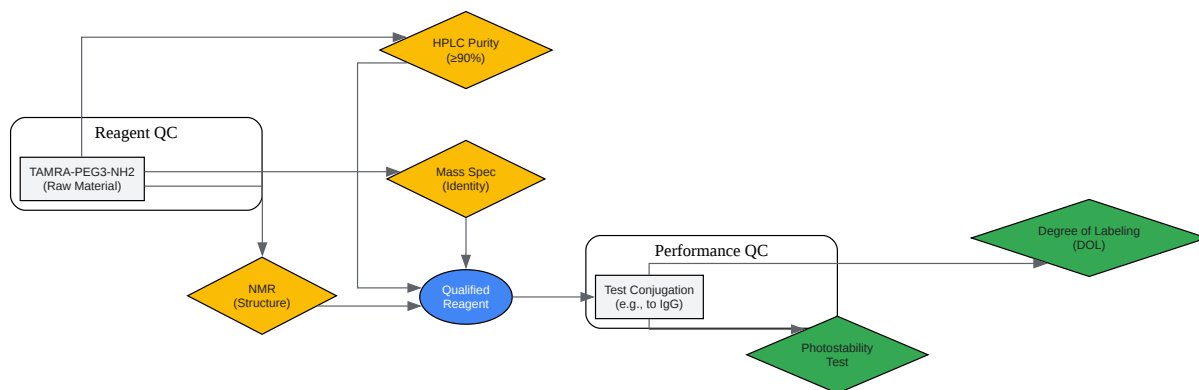 HPLC Purity
(≥90%)
Reagent QC
TAMRA-PEG3-NH2
(Raw Material)
Mass Spec
(Identity)
NMR
(Structure)
Qualified
Reagent
Performance QC
Test Conjugation
(e.g., to IgG)
Degree of Labeling
(DOL)
Photostability
Test